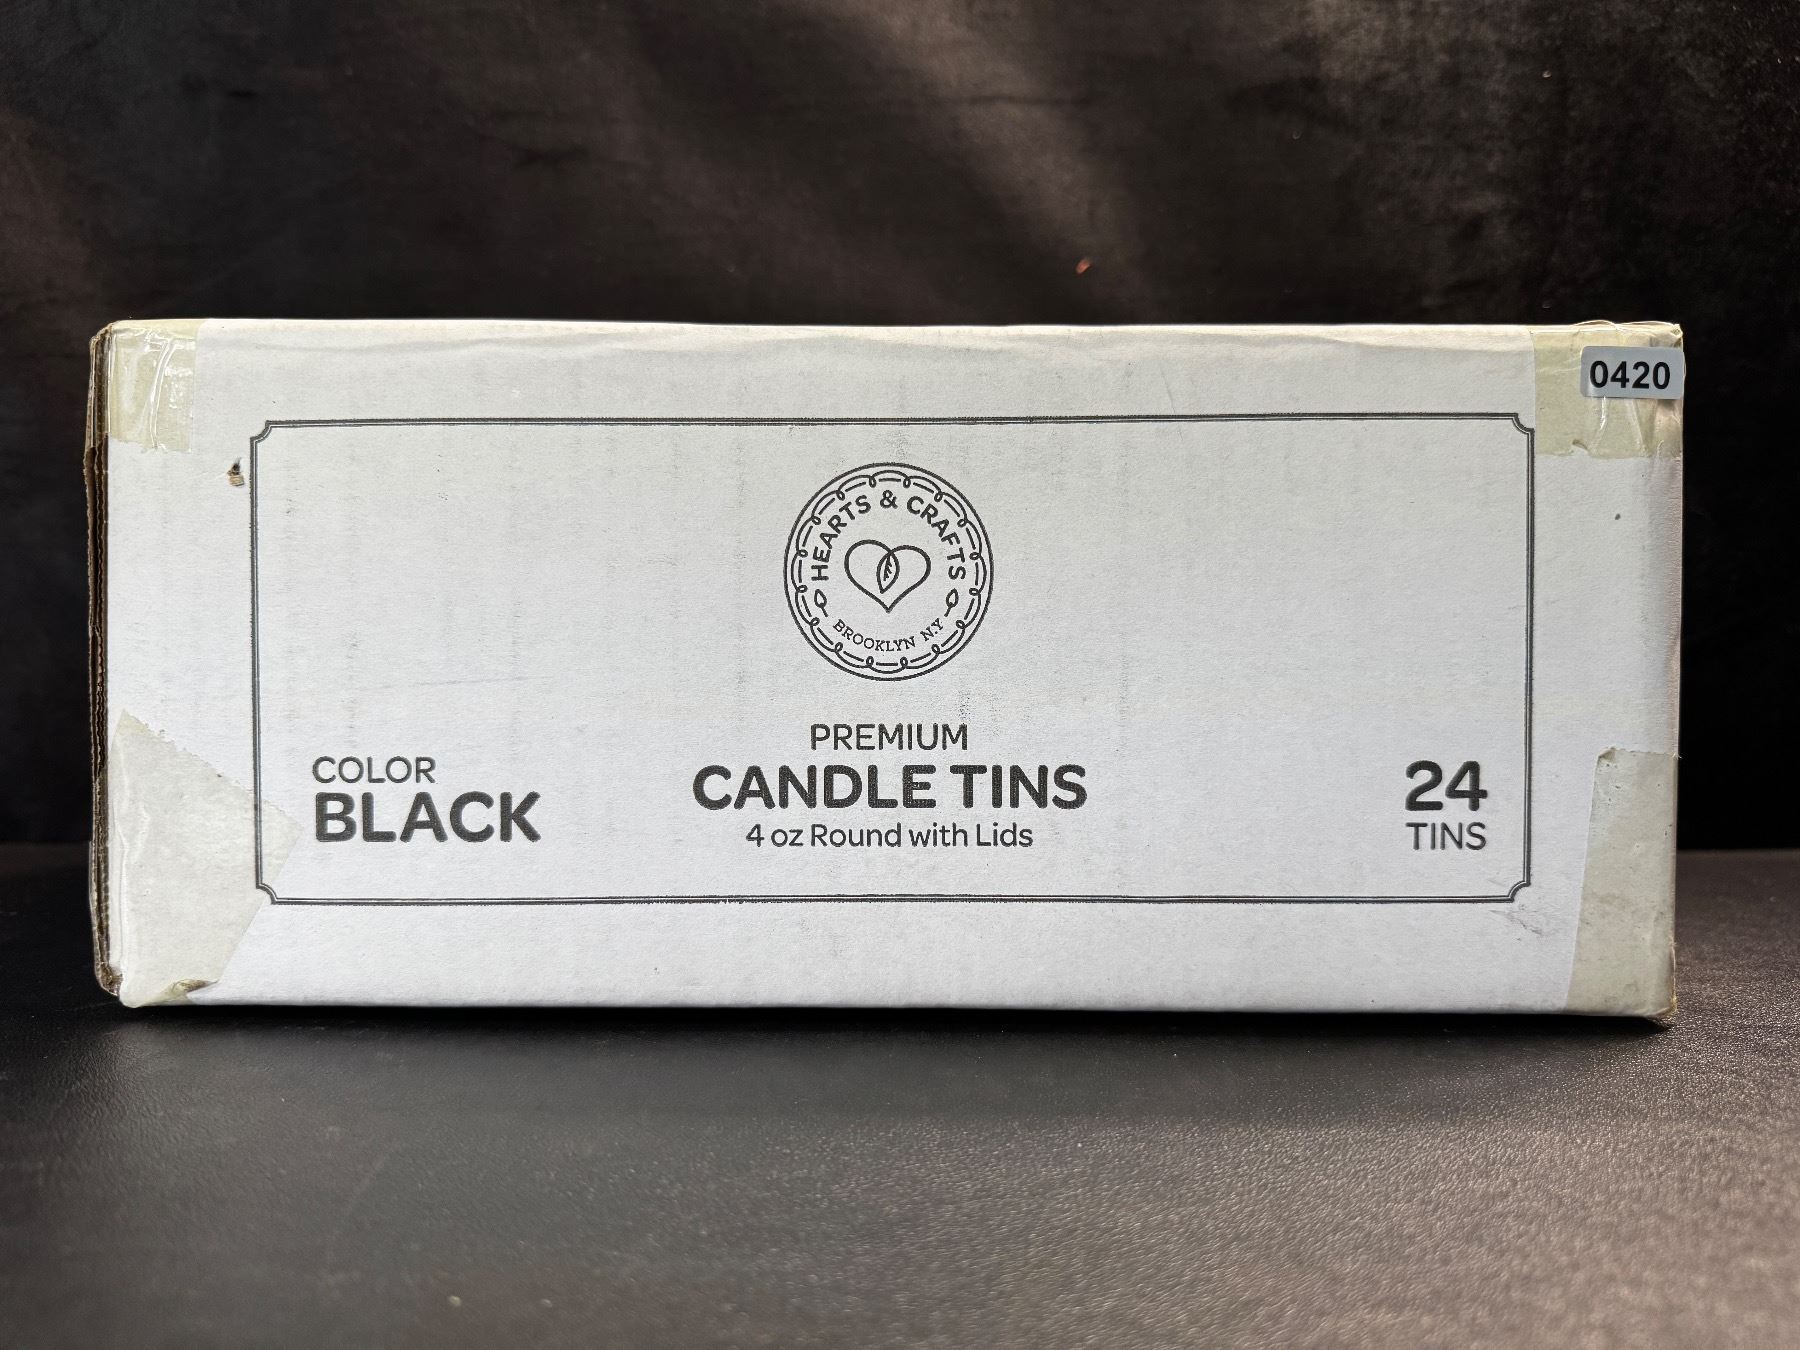 0420
HEARTS & CRAFTS
BROOKLYN N.Y
PREMIUM
CANDLE TINS
4 oz Round with Lids
COLOR
BLACK
24
TINS